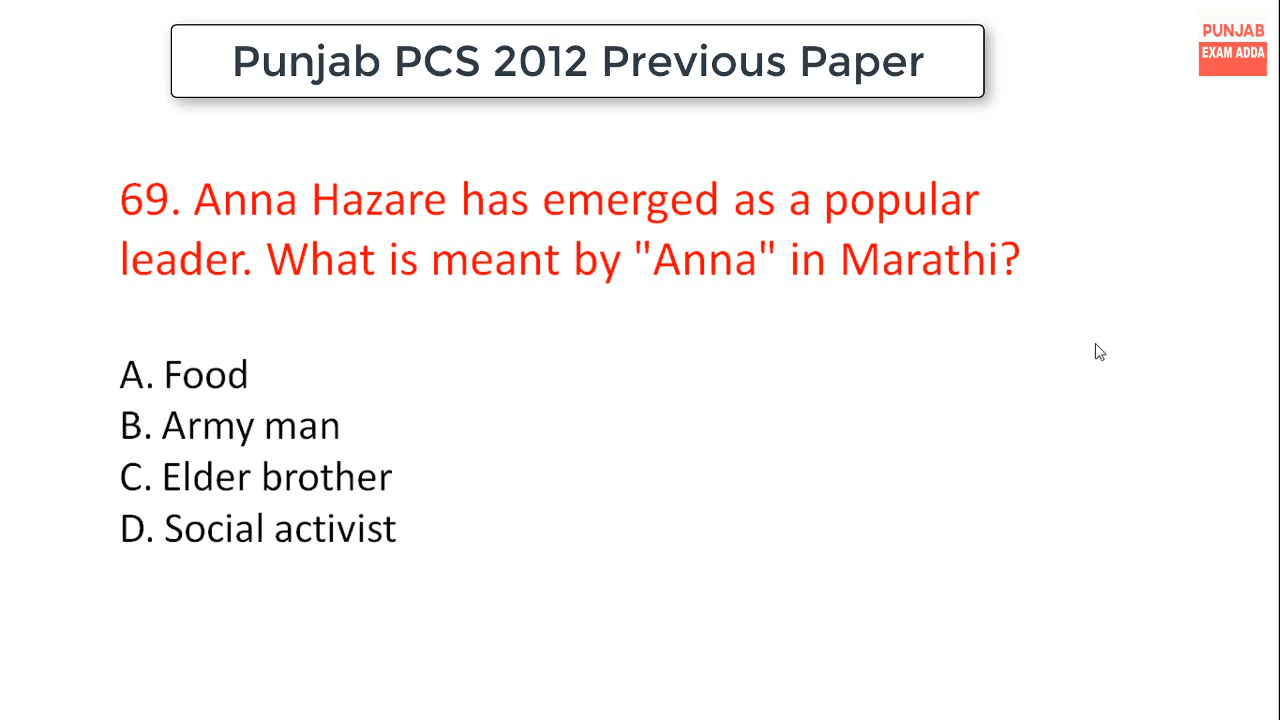 Punjab PCS 2012 Previous Paper
PUNJAB
EXAM ADDA
69. Anna Hazare has emerged as a popular
leader. What is meant by "Anna" in Marathi?
A. Food
B. Army man
C. Elder brother
D. Social activist